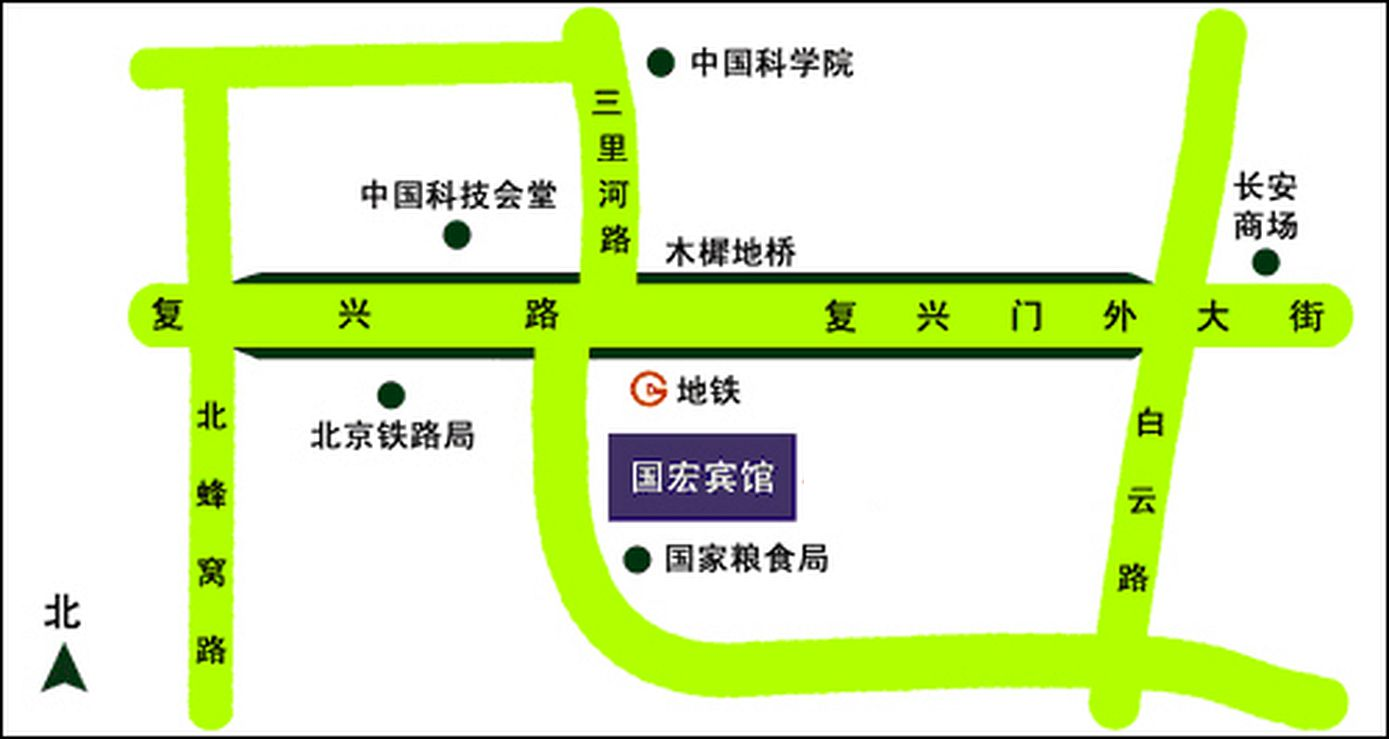 中国科学院
三里河路
中国科技会堂
长安
商场
木樨地桥
复兴路
复兴门外大街
地铁
北京铁路局
国宏宾馆
国家粮食局
北蜂窝路
白云路
北